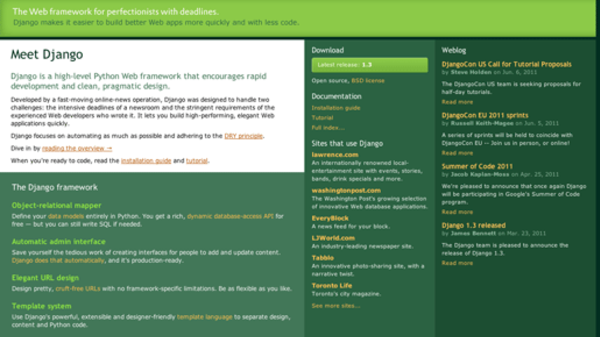 The Web framework for perfectionists with deadlines.
Django makes it easier to build better Web apps more quickly and with less code.
Meet Django
Django is a high-level Python Web framework that encourages rapid
development and clean, pragmatic design.
Developed by a fast-moving online-news operation, Django was designed to handle two
challenges: the intensive deadlines of a newsroom and the stringent requirements of the
experienced Web developers who wrote it. It lets you build high-performing, elegant Web
applications quickly.
Django focuses on automating as much as possible and adhering to the DRY principle.
Dive in by reading the overview →
When you're ready to code, read the installation guide and tutorial.
The Django framework
Object-relational mapper
Define your data models entirely in Python. You get a rich, dynamic database-access API for
free — but you can still write SQL if needed.
Automatic admin interface
Save yourself the tedious work of creating interfaces for people to add and update content.
Django does that automatically, and it's production-ready.
Elegant URL design
Design pretty, cruft-free URLs with no framework-specific limitations. Be as flexible as you like.
Template system
Use Django's powerful, extensible and designer-friendly template language to separate design,
content and Python code.
Download
Latest release: 1.3
Open source, BSD license
Documentation
Installation guide
Tutorial
Full index...
Sites that use Django
lawrence.com
An internationally renowned local-
entertainment site with events, stories,
bands, drink specials and more.
washingtonpost.com
The Washington Post's growing selection
of innovative Web database applications.
EveryBlock
A news feed for your block.
LJWorld.com
An industry-leading newspaper site.
Tabblo
An innovative photo-sharing site, with a
narrative twist.
Toronto Life
Toronto's city magazine.
See more sites...
Weblog
DjangoCon US Call for Tutorial Proposals
by Steve Holden on Jun. 6, 2011
The DjangoCon US team is seeking proposals for
half-day tutorials.
Read more
DjangoCon EU 2011 sprints
by Russell Keith-Magee on Jun. 5, 2011
A series of sprints will be held to coincide with
DjangoCon EU -- Join us in person, or online!
Read more
Summer of Code 2011
by Jacob Kaplan-Moss on Apr. 25, 2011
We're pleased to announce that once again Django
will be participating in Google's Summer of Code
program.
Read more
Django 1.3 released
by James Bennett on Mar. 23, 2011
The Django team is pleased to announce the
release of Django 1.3.
Read more